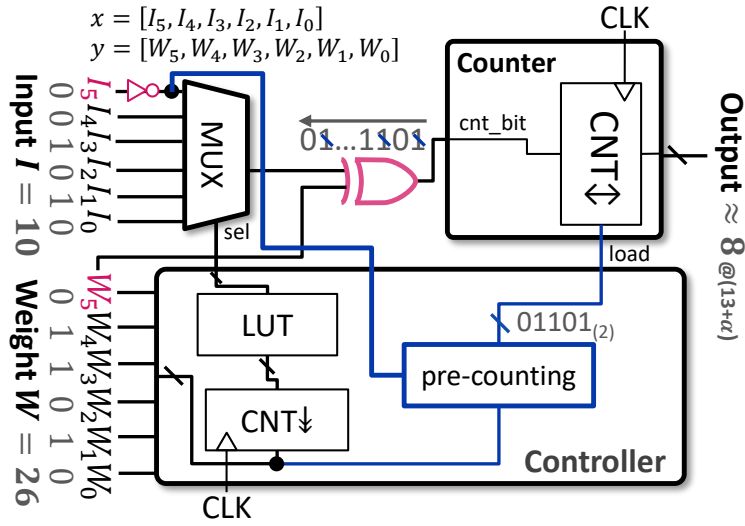 x = [I₅, I₄, I₃, I₂, I₁, I₀]
y = [W₅, W₄, W₃, W₂, W₁, W₀]
CLK
Counter
cnt_bit
CNT↔
01...1101
MUX
sel
Input I = 10
0 0 1 0 1 0
I₅ I₄ I₃ I₂ I₁ I₀
Output ≈ 8 @(13+α)
load
Weight W = 26
0 1 1 0 1 0
W₅ W₄ W₃ W₂ W₁ W₀
LUT
01101₍₂₎
pre-counting
CNT↡
Controller
CLK